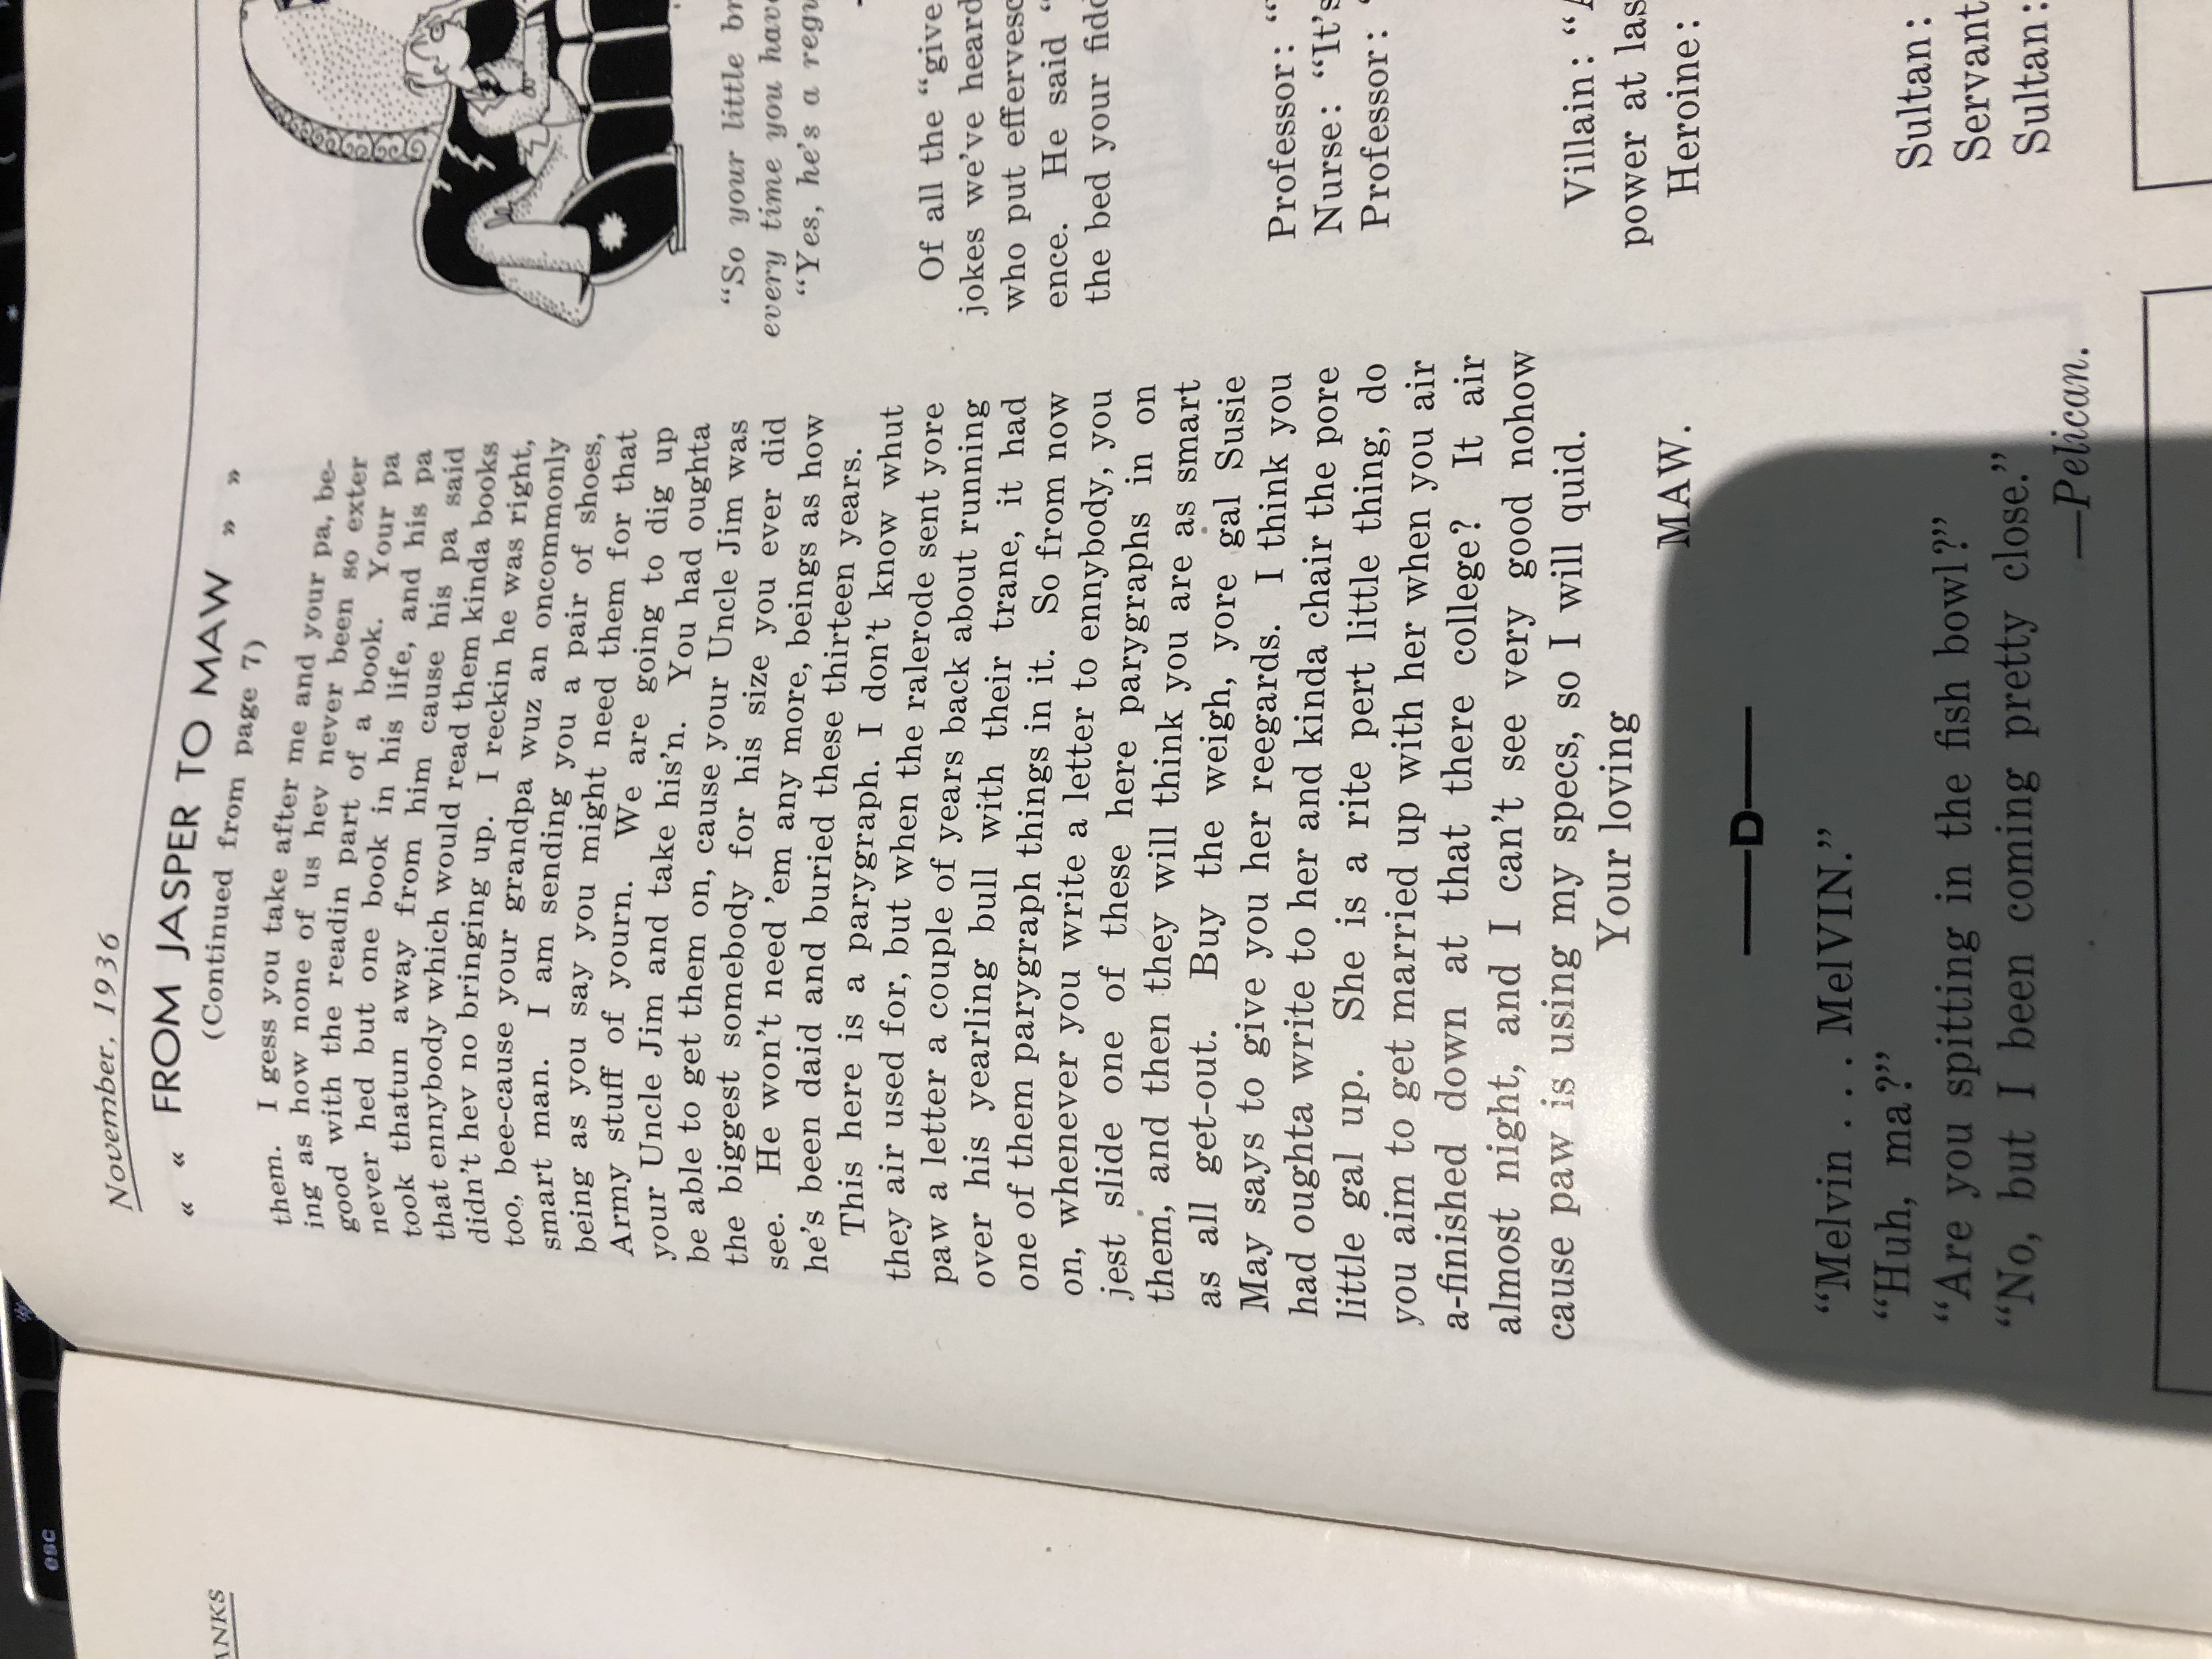 November, 1936
« « FROM JASPER TO MAW » »
(Continued from page 7)
them. I gess you take after me and your pa, be-
ing as how none of us hev never been so exter
good with the readin part of a book. Your pa
never hed but one book in his life, and his pa
took thatun away from him cause his pa said
that ennybody which would read them kinda books
didn't hev no bringing up. I reckin he was right,
too, bee-cause your grandpa wuz an oncommonly
smart man. I am sending you a pair of shoes,
being as you say you might need them for that
Army stuff of yourn. We are going to dig up
your Uncle Jim and take his'n. You had oughta
be able to get them on, cause your Uncle Jim was
the biggest somebody for his size you ever did
see. He won't need 'em any more, beings as how
he's been daid and buried these thirteen years.
This here is a parygraph. I don't know whut
they air used for, but when the ralerode sent yore
paw a letter a couple of years back about running
over his yearling bull with their trane, it had
one of them parygraph things in it. So from now
on, whenever you write a letter to ennybody, you
jest slide one of these here parygraphs in on
them, and then they will think you are as smart
as all get-out. Buy the weigh, yore gal Susie
May says to give you her reegards. I think you
had oughta write to her and kinda chair the pore
little gal up. She is a rite pert little thing, do
you aim to get married up with her when you air
a-finished down at that there college? It air
almost night, and I can't see very good nohow
cause paw is using my specs, so I will quid.
Your loving
MAW.
—D—
"Melvin . . . MelVIN."
"Huh, ma?"
"Are you spitting in the fish bowl?"
"No, but I been coming pretty close."
—Pelican.
"So your little br
every time you have
"Yes, he's a regu
Of all the "give
jokes we've heard
who put effervesc
ence. He said "
the bed your fidd
Professor: "
Nurse: "It's
Professor: "
Villain: "A
power at las
Heroine:
Sultan:
Servant
Sultan:
ANKS
esc